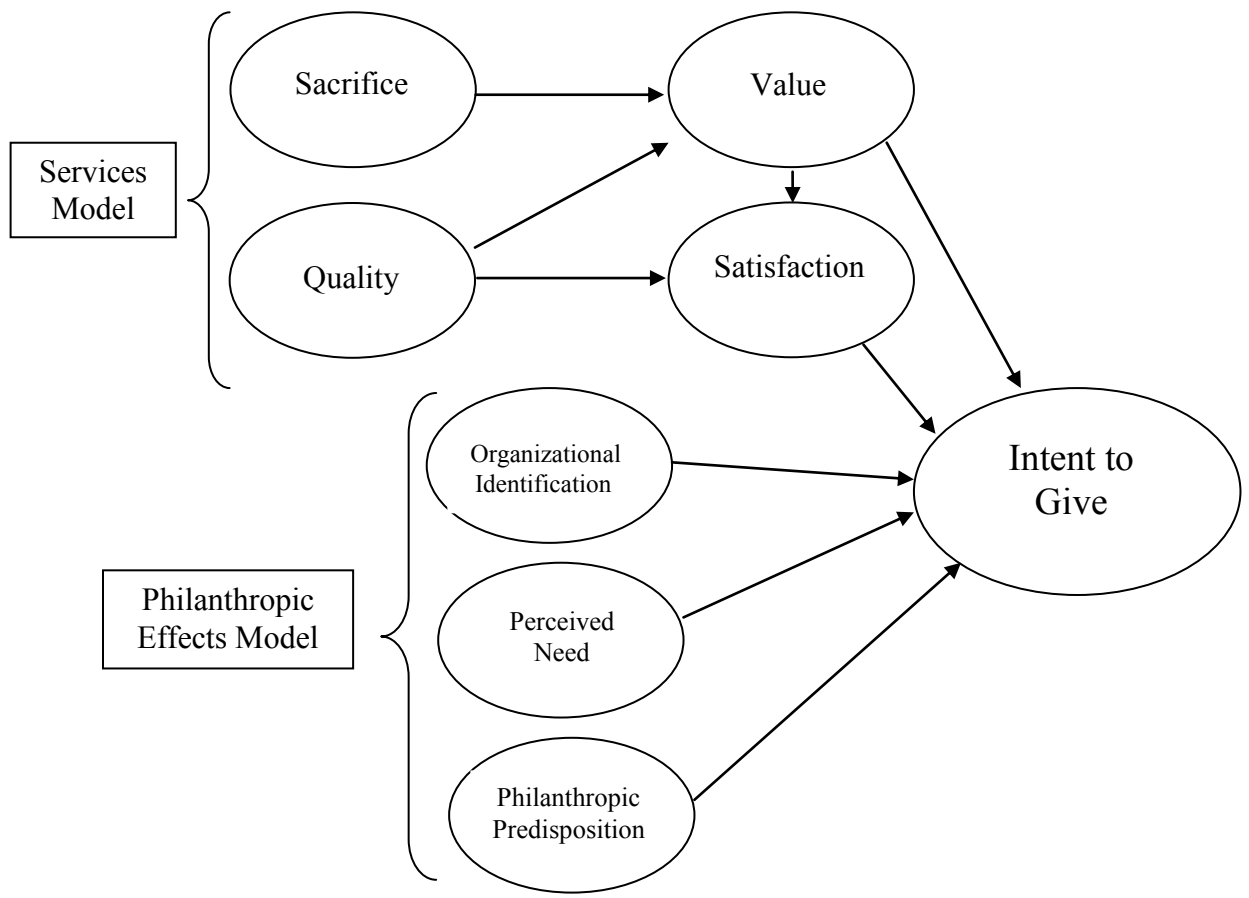 Sacrifice
Value
Services
Model
Quality
Satisfaction
Organizational
Identification
Intent to
Give
Philanthropic
Effects Model
Perceived
Need
Philanthropic
Predisposition